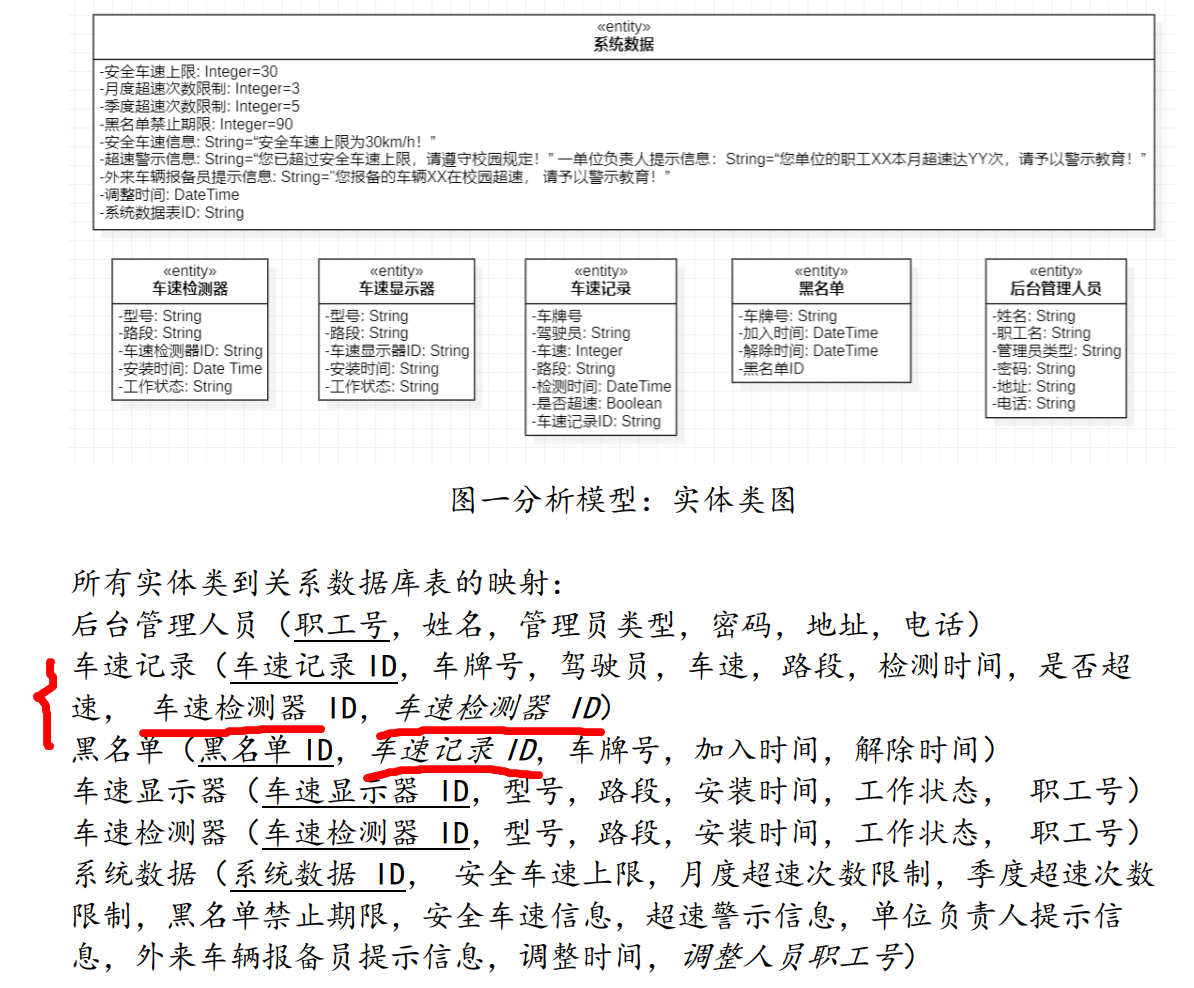 «entity»
系统数据
-安全车速上限: Integer=30
-月度超速次数限制: Integer=3
-季度超速次数限制: Integer=5
-黑名单禁止期限: Integer=90
-安全车速信息: String=“安全车速上限为30km/h！”
-超速警示信息: String=“您已超过安全车速上限，请遵守校园规定！” 一单位负责人提示信息：String=“您单位的职工XX本月超速达YY次，请予以警示教育！”
-外来车辆报备员提示信息: String="您报备的车辆XX在校园超速， 请予以警示教育！”
-调整时间: DateTime
-系统数据表ID: String
«entity»
车速检测器
-型号: String
-路段: String
-车速检测器ID: String
-安装时间: Date Time
-工作状态: String
«entity»
车速显示器
-型号: String
-路段: String
-车速显示器ID: String
-安装时间: String
-工作状态: String
«entity»
车速记录
-车牌号
-驾驶员: String
-车速: Integer
-路段: String
-检测时间: DateTime
-是否超速: Boolean
-车速记录ID: String
«entity»
黑名单
-车牌号: String
-加入时间: DateTime
-解除时间: DateTime
-黑名单ID
«entity»
后台管理人员
-姓名: String
-职工名: String
-管理员类型: String
-密码: String
-地址: String
-电话: String
图一分析模型：实体类图
所有实体类到关系数据库表的映射：
后台管理人员（职工号，姓名，管理员类型，密码，地址，电话）
车速记录（车速记录 ID，车牌号，驾驶员，车速，路段，检测时间，是否超
速， 车速检测器 ID，车速检测器 ID）
黑名单（黑名单 ID，车速记录 ID，车牌号，加入时间，解除时间）
车速显示器（车速显示器 ID，型号，路段，安装时间，工作状态， 职工号）
车速检测器（车速检测器 ID，型号，路段，安装时间，工作状态， 职工号）
系统数据（系统数据 ID， 安全车速上限，月度超速次数限制，季度超速次数
限制，黑名单禁止期限，安全车速信息，超速警示信息，单位负责人提示信
息，外来车辆报备员提示信息，调整时间，调整人员职工号）